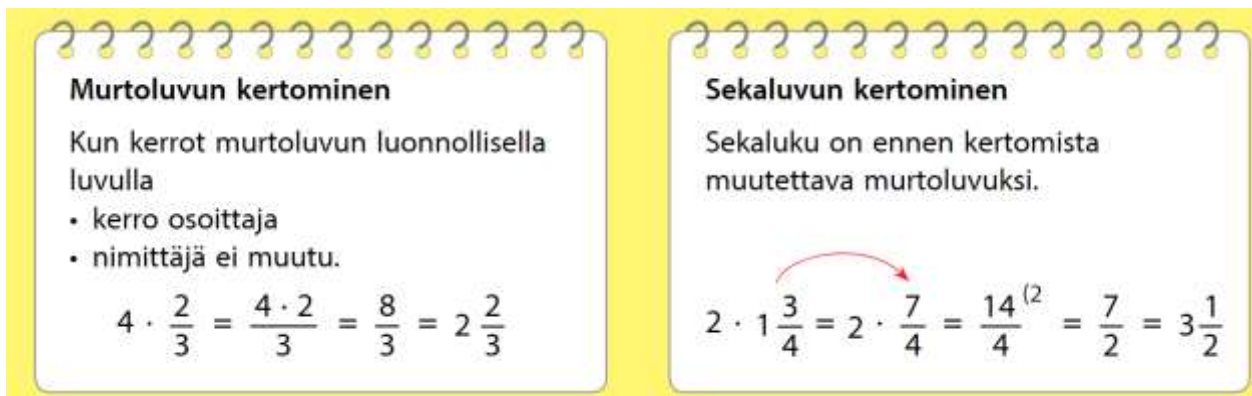 Murtoluvun kertominen
Kun kerrot murtoluvun luonnollisella
luvulla
• kerro osoittaja
• nimittäjä ei muutu.
4 · 2/3 = 4 · 2/3 = 8/3 = 2 2/3
Sekaluvun kertominen
Sekaluku on ennen kertomista
muutettava murtoluvuksi.
2 · 1 3/4 = 2 · 7/4 = 14/4 (2 = 7/2 = 3 1/2